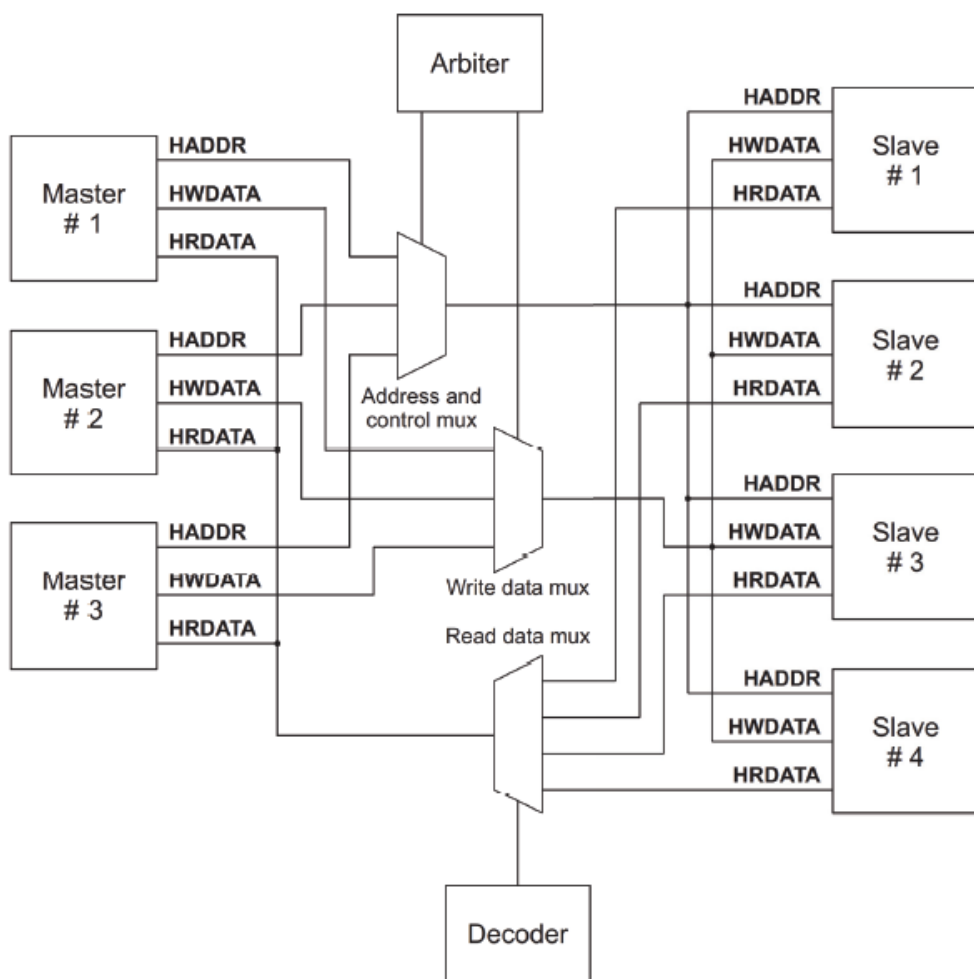 Arbiter
Master
# 1
HADDR
HWDATA
HRDATA
Master
# 2
HADDR
HWDATA
HRDATA
Master
# 3
HADDR
HWDATA
HRDATA
Address and
control mux
Write data mux
Read data mux
HADDR
HWDATA
HRDATA
Slave
# 1
HADDR
HWDATA
HRDATA
Slave
# 2
HADDR
HWDATA
HRDATA
Slave
# 3
HADDR
HWDATA
HRDATA
Slave
# 4
Decoder